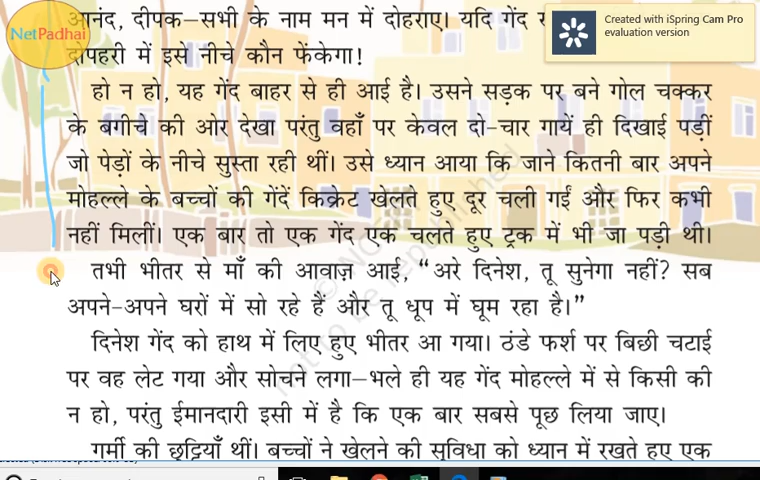 आनंद, दीपक—सभी के नाम मन में दोहराए। यदि गेंद
दोपहरी में इसे नीचे कौन फेंकेगा!
हो न हो, यह गेंद बाहर से ही आई है। उसने सड़क पर बने गोल चक्कर
के बगीचे की ओर देखा परंतु वहाँ पर केवल दो-चार गायें ही दिखाई पड़ीं
जो पेड़ों के नीचे सुस्ता रही थीं। उसे ध्यान आया कि जाने कितनी बार अपने
मोहल्ले के बच्चों की गेंदें क्रिकेट खेलते हुए दूर चली गईं और फिर कभी
नहीं मिलीं। एक बार तो एक गेंद एक चलते हुए ट्रक में भी जा पड़ी थी।
तभी भीतर से माँ की आवाज़ आई, “अरे दिनेश, तू सुनेगा नहीं? सब
अपने-अपने घरों में सो रहे हैं और तू धूप में घूम रहा है।”
दिनेश गेंद को हाथ में लिए हुए भीतर आ गया। ठंडे फर्श पर बिछी चटाई
पर वह लेट गया और सोचने लगा—भले ही यह गेंद मोहल्ले में से किसी की
न हो, परंतु ईमानदारी इसी में है कि एक बार सबसे पूछ लिया जाए।
गर्मी की छुट्टियाँ थीं। बच्चों ने खेलने की सुविधा को ध्यान में रखते हुए एक
NetPadhai
Created with iSpring Cam Pro
evaluation version
not to be republished